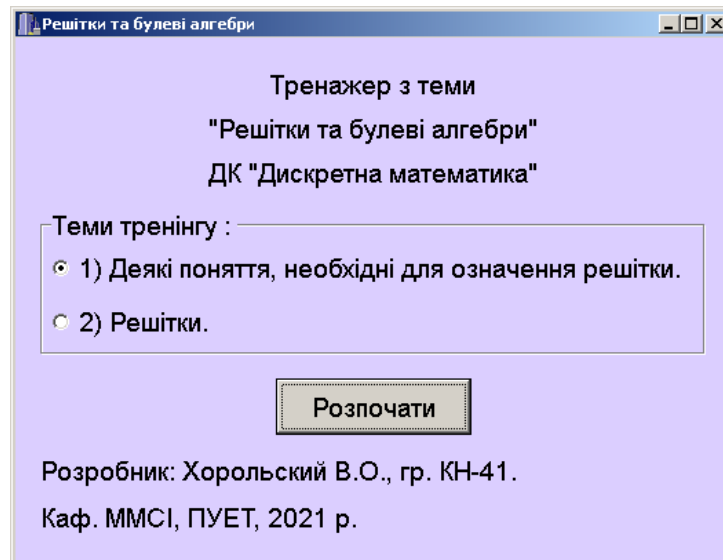 Решітки та булеві алгебри
Тренажер з теми
"Решітки та булеві алгебри"
ДК "Дискретна математика"
Теми тренінгу :
1) Деякі поняття, необхідні для означення решітки.
2) Решітки.
Розпочати
Розробник: Хорольский В.О., гр. КН-41.
Каф. ММСІ, ПУЕТ, 2021 р.